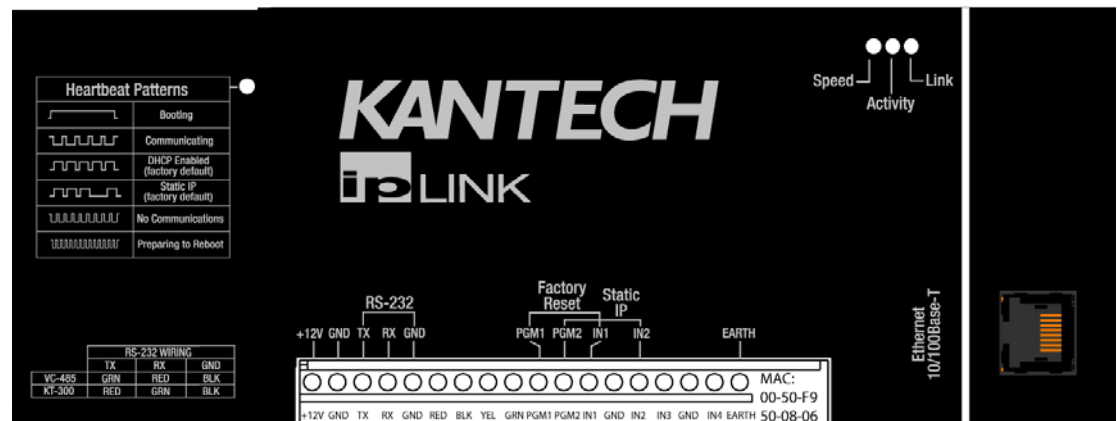 Heartbeat Patterns
Booting
Communicating
DHCP Enabled
(factory default)
Static IP
(factory default)
No Communications
Preparing to Reboot
KANTECH
ip LINK
Speed
Link
Activity
RS-232
Factory
Reset
Static
IP
+12V GND TX RX GND PGM1 PGM2 IN1 IN2 EARTH
Ethernet
10/100Base-T
RS-232 WIRING
TX RX GND
VC-485 GRN RED BLK
KT-300 RED GRN BLK
MAC:
00-50-F9
50-08-06
+12V GND TX RX GND RED BLK YEL GRN PGM1 PGM2 IN1 GND IN2 IN3 GND IN4 EARTH